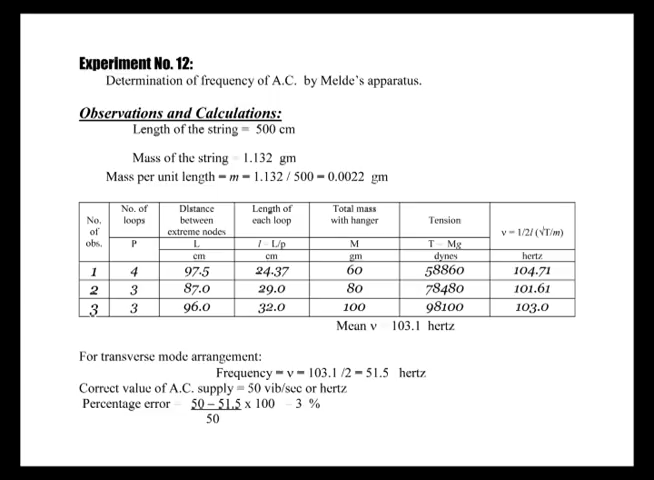 Experiment No. 12:
Determination of frequency of A.C. by Melde's apparatus.
Observations and Calculations:
Length of the string = 500 cm
Mass of the string = 1.132 gm
Mass per unit length = m = 1.132 / 500 = 0.0022 gm
No. of obs. | No. of loops | Distance between extreme nodes | Length of each loop | Total mass with hanger | Tension | ν = 1/2l (√T/m)
P | L | l = L/p | M | T = Mg
cm | cm | gm | dynes | hertz
1 | 4 | 97.5 | 24.37 | 60 | 58860 | 104.71
2 | 3 | 87.0 | 29.0 | 80 | 78480 | 101.61
3 | 3 | 96.0 | 32.0 | 100 | 98100 | 103.0
Mean ν 103.1 hertz
For transverse mode arrangement:
Frequency = ν = 103.1 /2 = 51.5 hertz
Correct value of A.C. supply = 50 vib/sec or hertz
Percentage error = 50 – 51.5 x 100 = 3 %
50